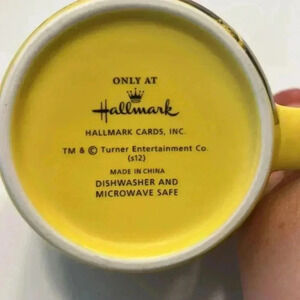 ONLY AT
Hallmark
HALLMARK CARDS, INC.
TM & © Turner Entertainment Co.
(s12)
MADE IN CHINA
DISHWASHER AND
MICROWAVE SAFE